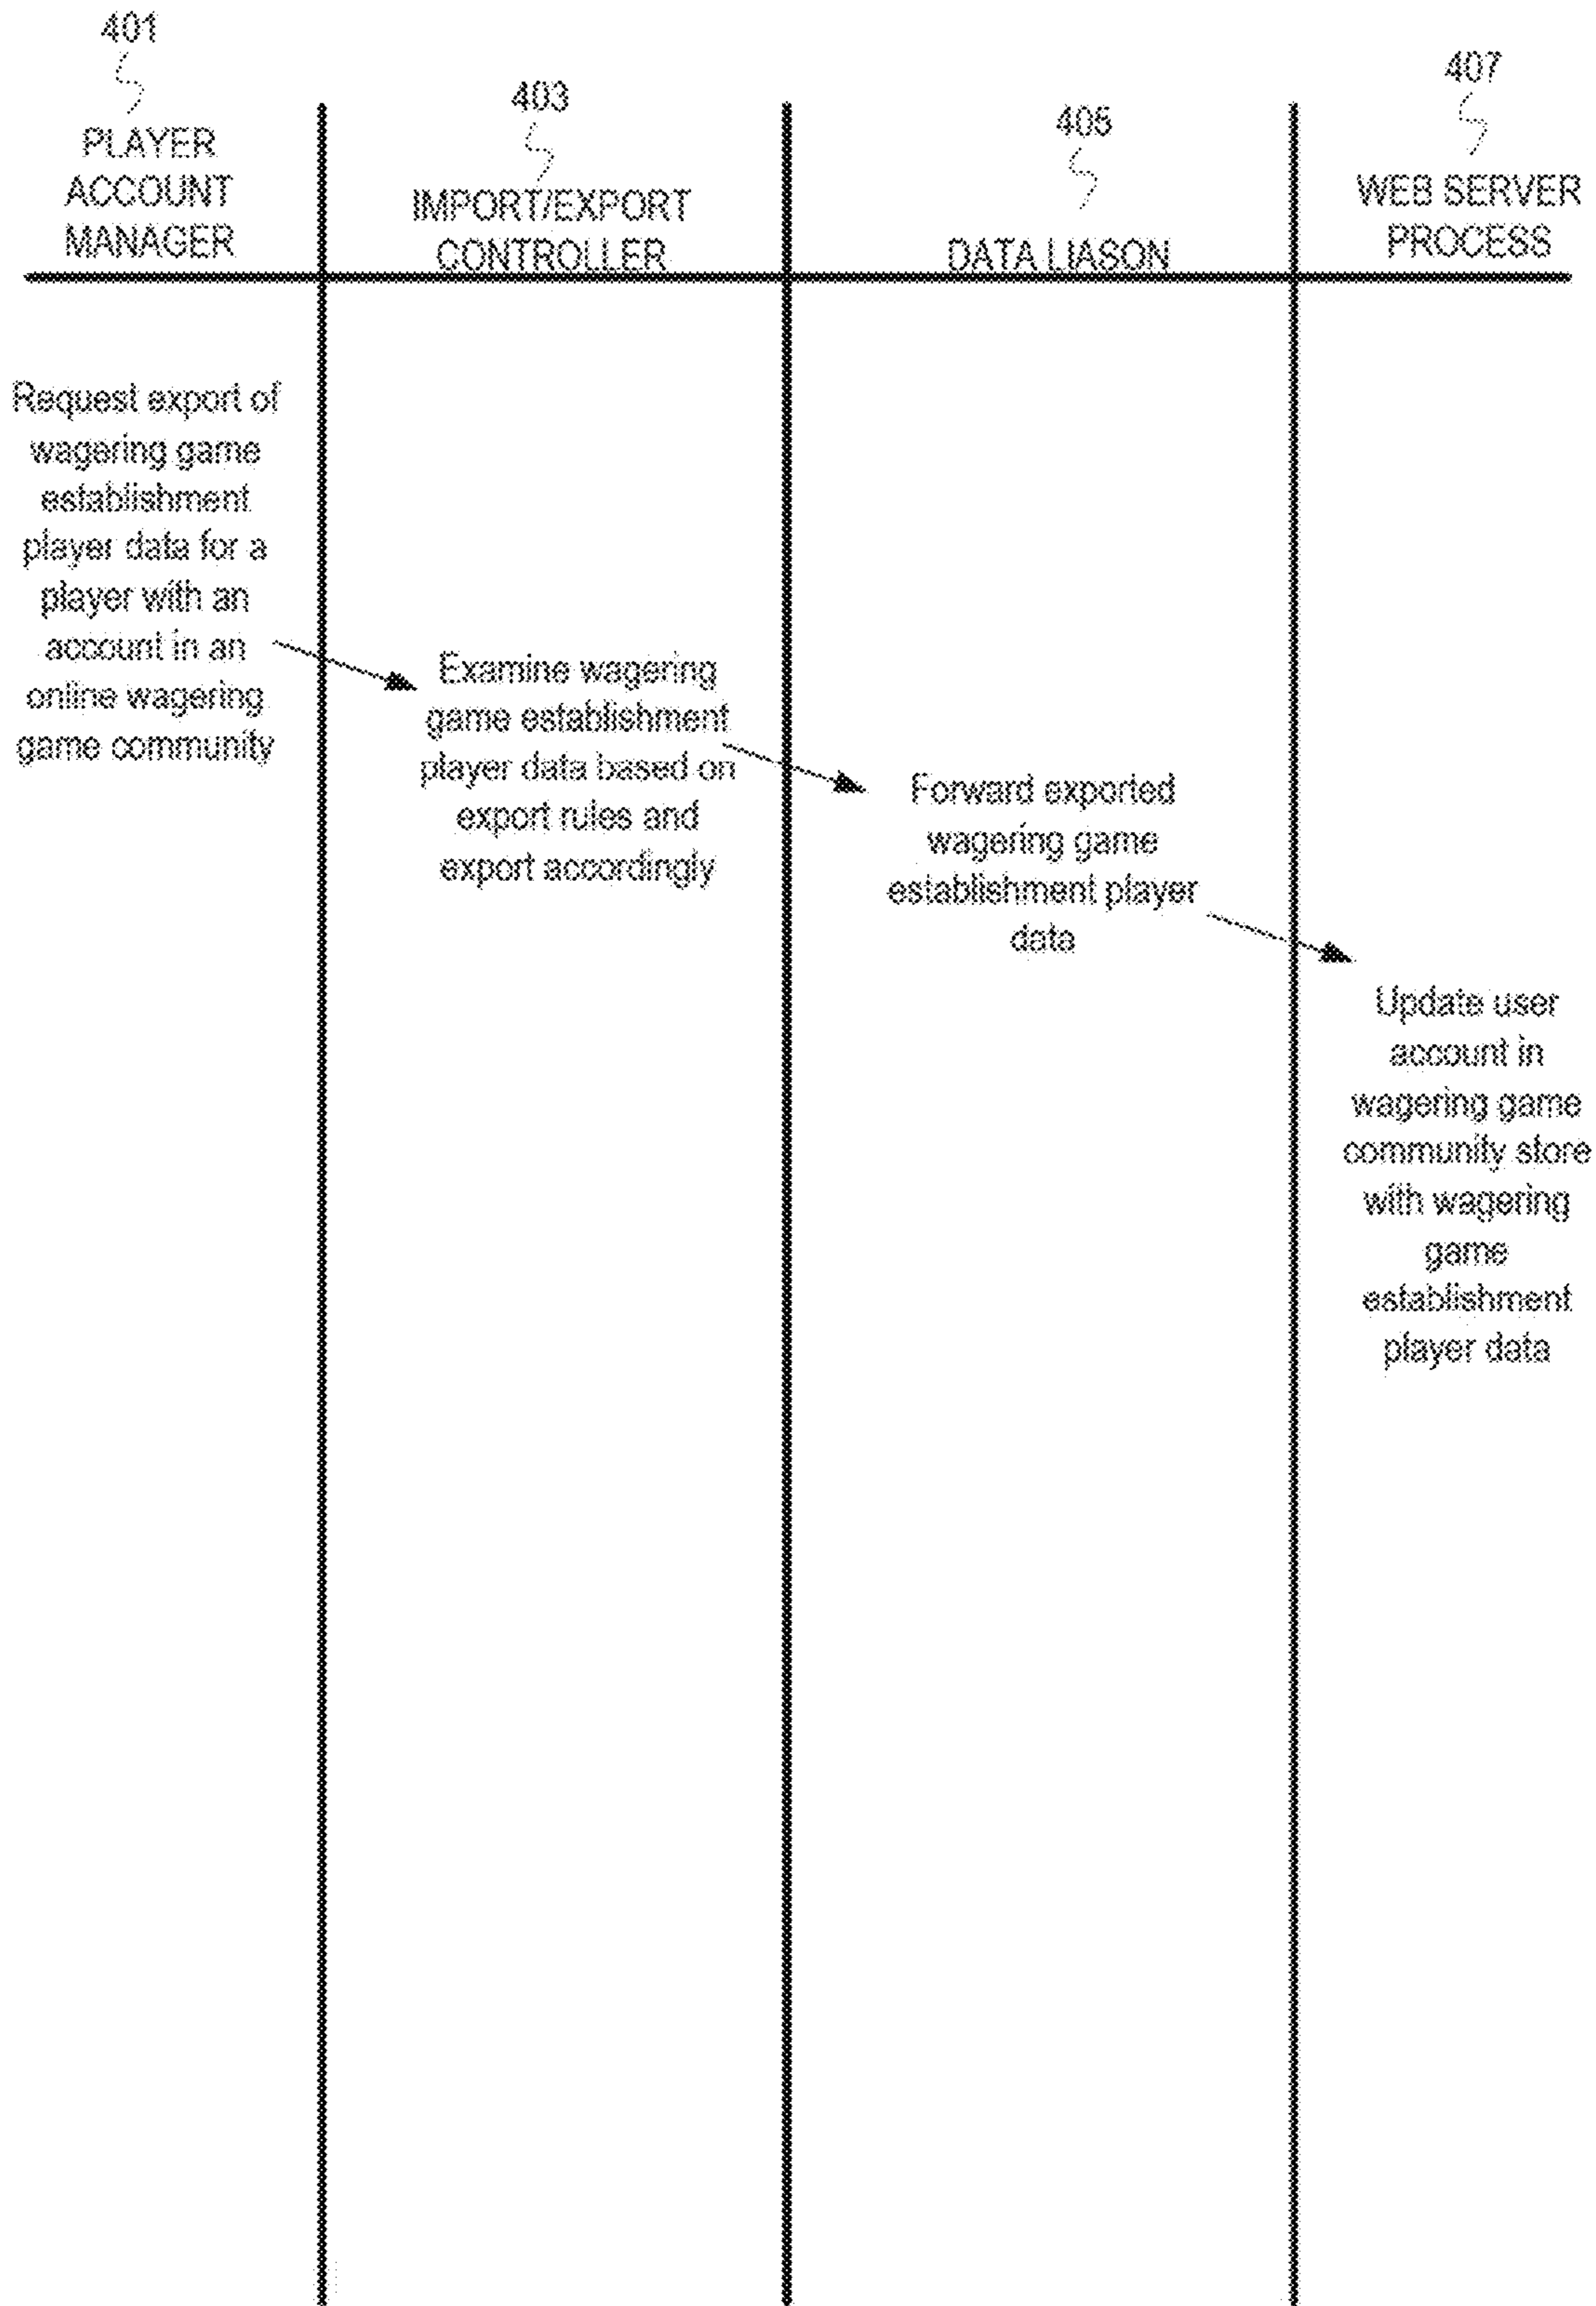 401
PLAYER
ACCOUNT
MANAGER
403
IMPORT/EXPORT
CONTROLLER
405
DATA LIASON
407
WEB SERVER
PROCESS
Request export of
wagering game
establishment
player data for a
player with an
account in an
online wagering
game community
Examine wagering
game establishment
player data based on
export rules and
export accordingly
Forward exported
wagering game
establishment player
data
Update user
account in
wagering game
community store
with wagering
game
establishment
player data